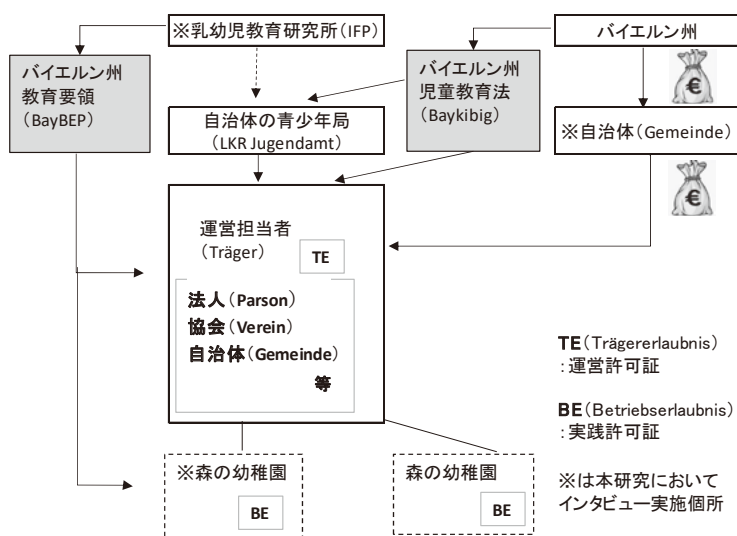 ※乳幼児教育研究所(IFP)
バイエルン州
バイエルン州
教育要領
(BayBEP)
バイエルン州
児童教育法
(Baykibig)
€
自治体の青少年局
(LKR Jugendamt)
※自治体(Gemeinde)
€
運営担当者
(Träger)
TE
法人(Parson)
協会(Verein)
自治体(Gemeinde)
等
TE(Trägererlaubnis)
:運営許可証
BE(Betriebserlaubnis)
:実践許可証
※は本研究において
インタビュー実施個所
※森の幼稚園
BE
森の幼稚園
BE